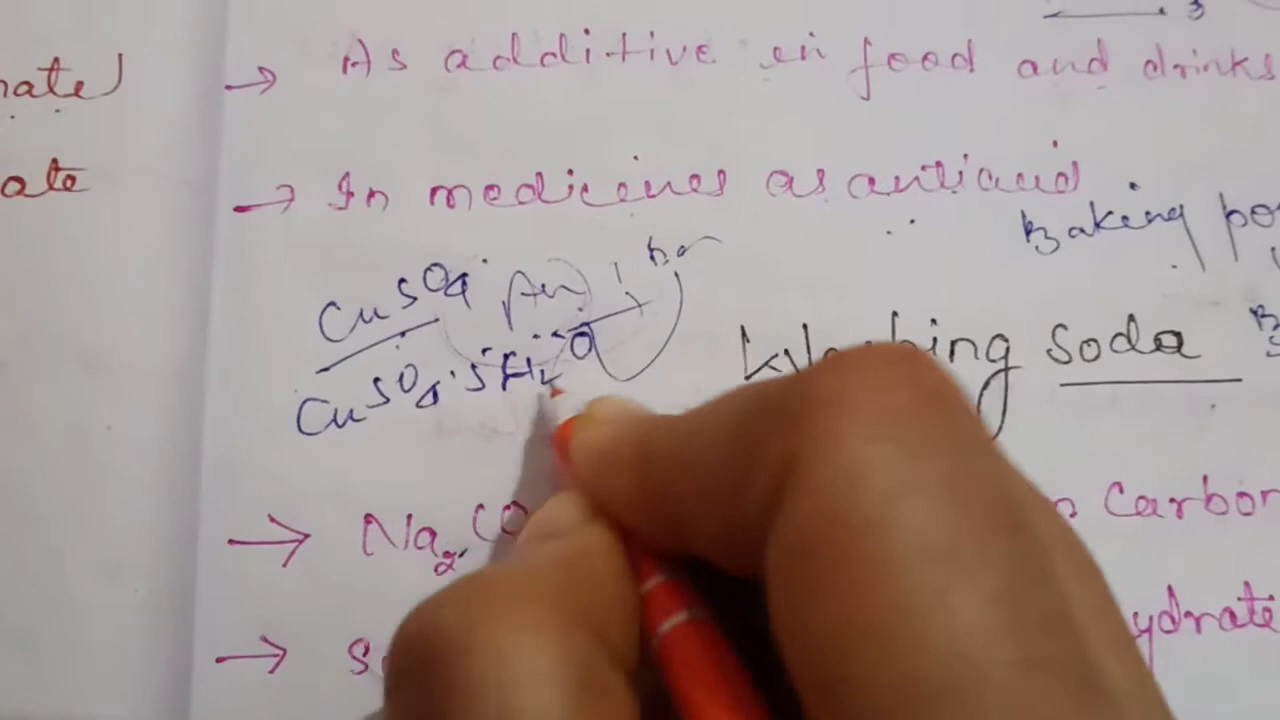 nate)
→ As additive in food and drinks
ate
→ In medicines as antiacid
Baking
CuSO4
CuSO4.5H2O
Washing soda
→ Na2CO
Carbon
ydrate
→ S